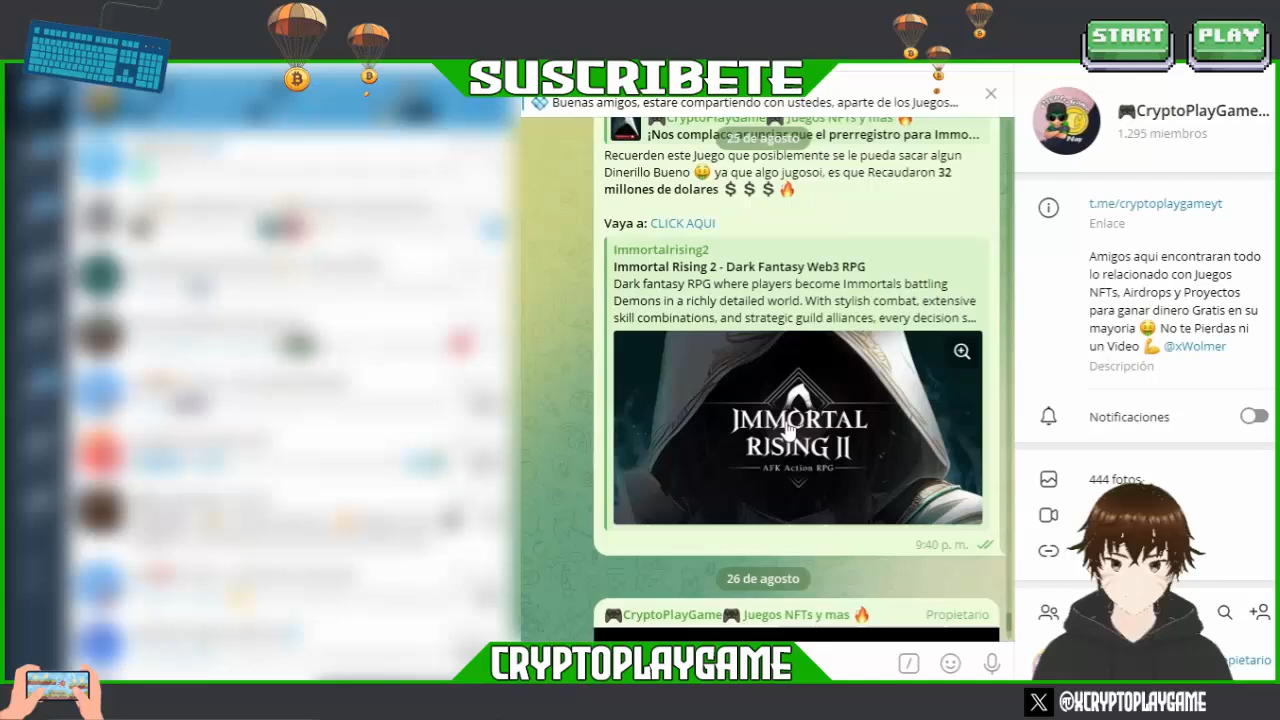 START
PLAY
SUSCRIBETE
Buenas amigos, estare compartiendo con ustedes, aparte de los Juegos...
CryptoPlayGame🎮 Juegos NFTs y mas 🔥
¡Nos complace anunciar que el prerregistro para Immo...
25 de agosto
Recuerden este Juego que posiblemente se le pueda sacar algun
Dinerillo Bueno 🤑 ya que algo jugosoi, es que Recaudaron 32
millones de dolares $ $ $ 🔥
Vaya a: CLICK AQUI
Immortalrising2
Immortal Rising 2 - Dark Fantasy Web3 RPG
Dark fantasy RPG where players become Immortals battling
Demons in a richly detailed world. With stylish combat, extensive
skill combinations, and strategic guild alliances, every decision s...
IMMORTAL
RISING II
AFK Action RPG
9:40 p. m.
26 de agosto
🎮CryptoPlayGame🎮 Juegos NFTs y mas 🔥 Propietario
🎮CryptoPlayGame...
1.295 miembros
t.me/cryptoplaygameyt
Enlace
Amigos aqui encontraran todo
lo relacionado con Juegos
NFTs, Airdrops y Proyectos
para ganar dinero Gratis en su
mayoria 🤑 No te Pierdas ni
un Video 💪 @xWolmer
Descripción
Notificaciones
444 fotos
CRYPTOPLAYGAME
@XCRYPTOPLAYGAME